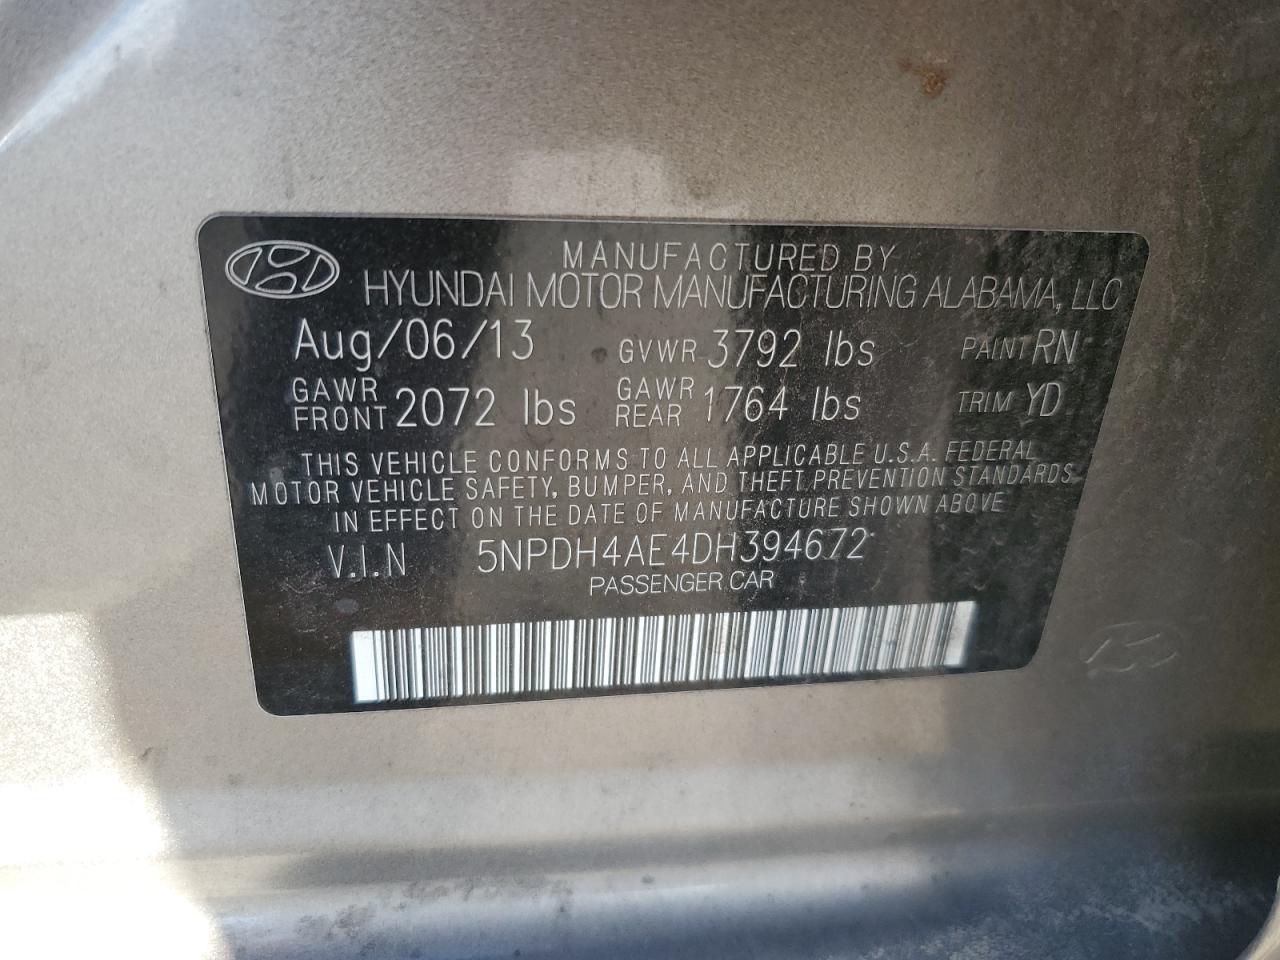 MANUFACTURED BY
HYUNDAI MOTOR MANUFACTURING ALABAMA, LLC
Aug/06/13 GVWR 3792 lbs PAINT RN
GAWR FRONT 2072 lbs GAWR REAR 1764 lbs TRIM YD
THIS VEHICLE CONFORMS TO ALL APPLICABLE U.S.A. FEDERAL
MOTOR VEHICLE SAFETY, BUMPER, AND THEFT PREVENTION STANDARDS
IN EFFECT ON THE DATE OF MANUFACTURE SHOWN ABOVE
V.I.N 5NPDH4AE4DH394672
PASSENGER CAR